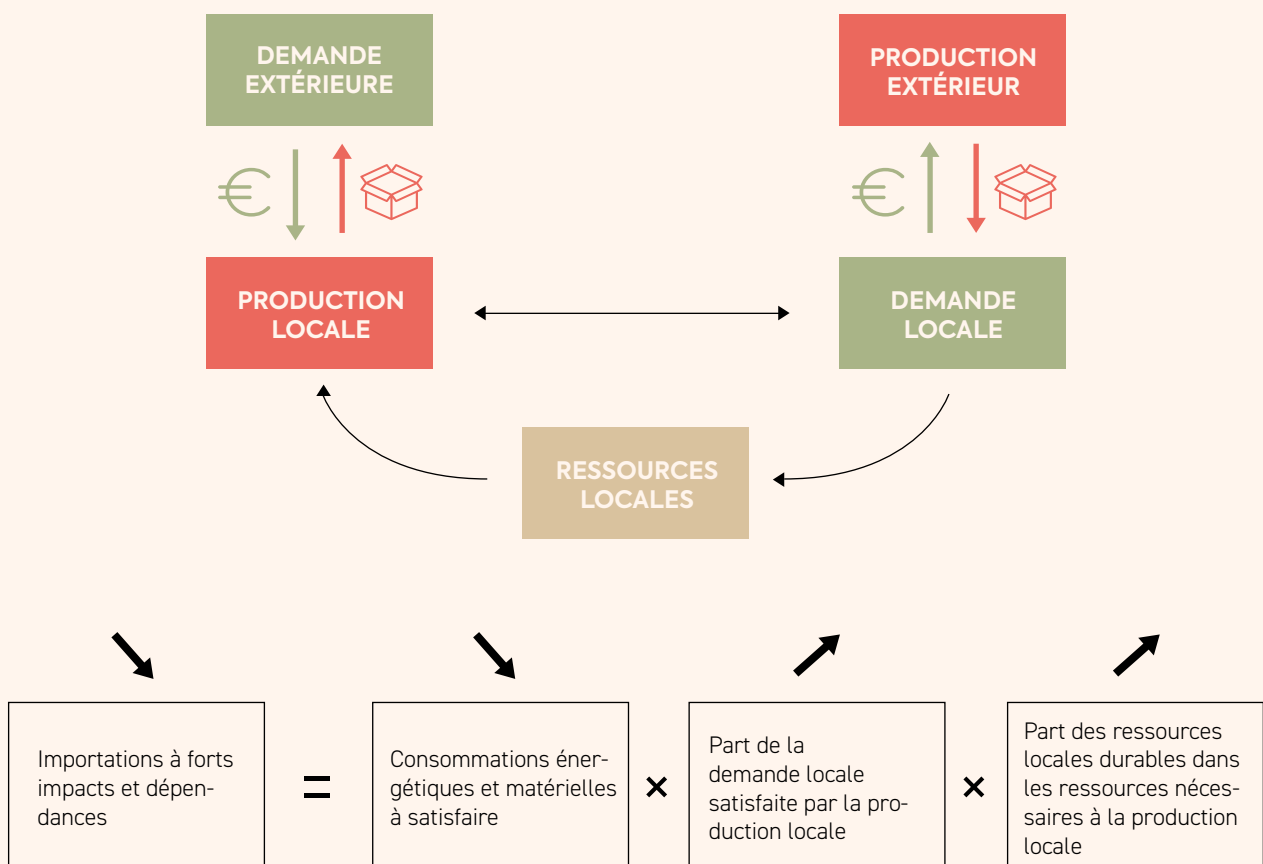 DEMANDE
EXTÉRIEURE
PRODUCTION
EXTÉRIEUR
€
€
PRODUCTION
LOCALE
DEMANDE
LOCALE
RESSOURCES
LOCALES
Importations à forts
impacts et dépen-
dances
=
Consommations éner-
gétiques et matérielles
à satisfaire
×
Part de la
demande locale
satisfaite par la pro-
duction locale
×
Part des ressources
locales durables dans
les ressources néces-
saires à la production
locale